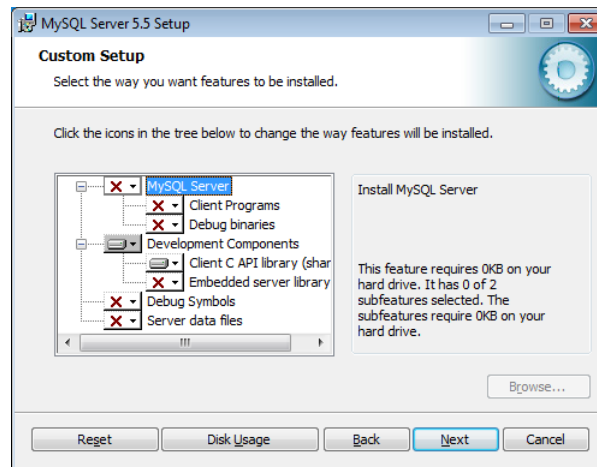 MySQL Server 5.5 Setup
Custom Setup
Select the way you want features to be installed.
Click the icons in the tree below to change the way features will be installed.
MySQL Server
Client Programs
Debug binaries
Development Components
Client C API library (shar
Embedded server library
Debug Symbols
Server data files
Install MySQL Server
This feature requires 0KB on your
hard drive. It has 0 of 2
subfeatures selected. The
subfeatures require 0KB on your
hard drive.
Browse...
Reset
Disk Usage
Back
Next
Cancel